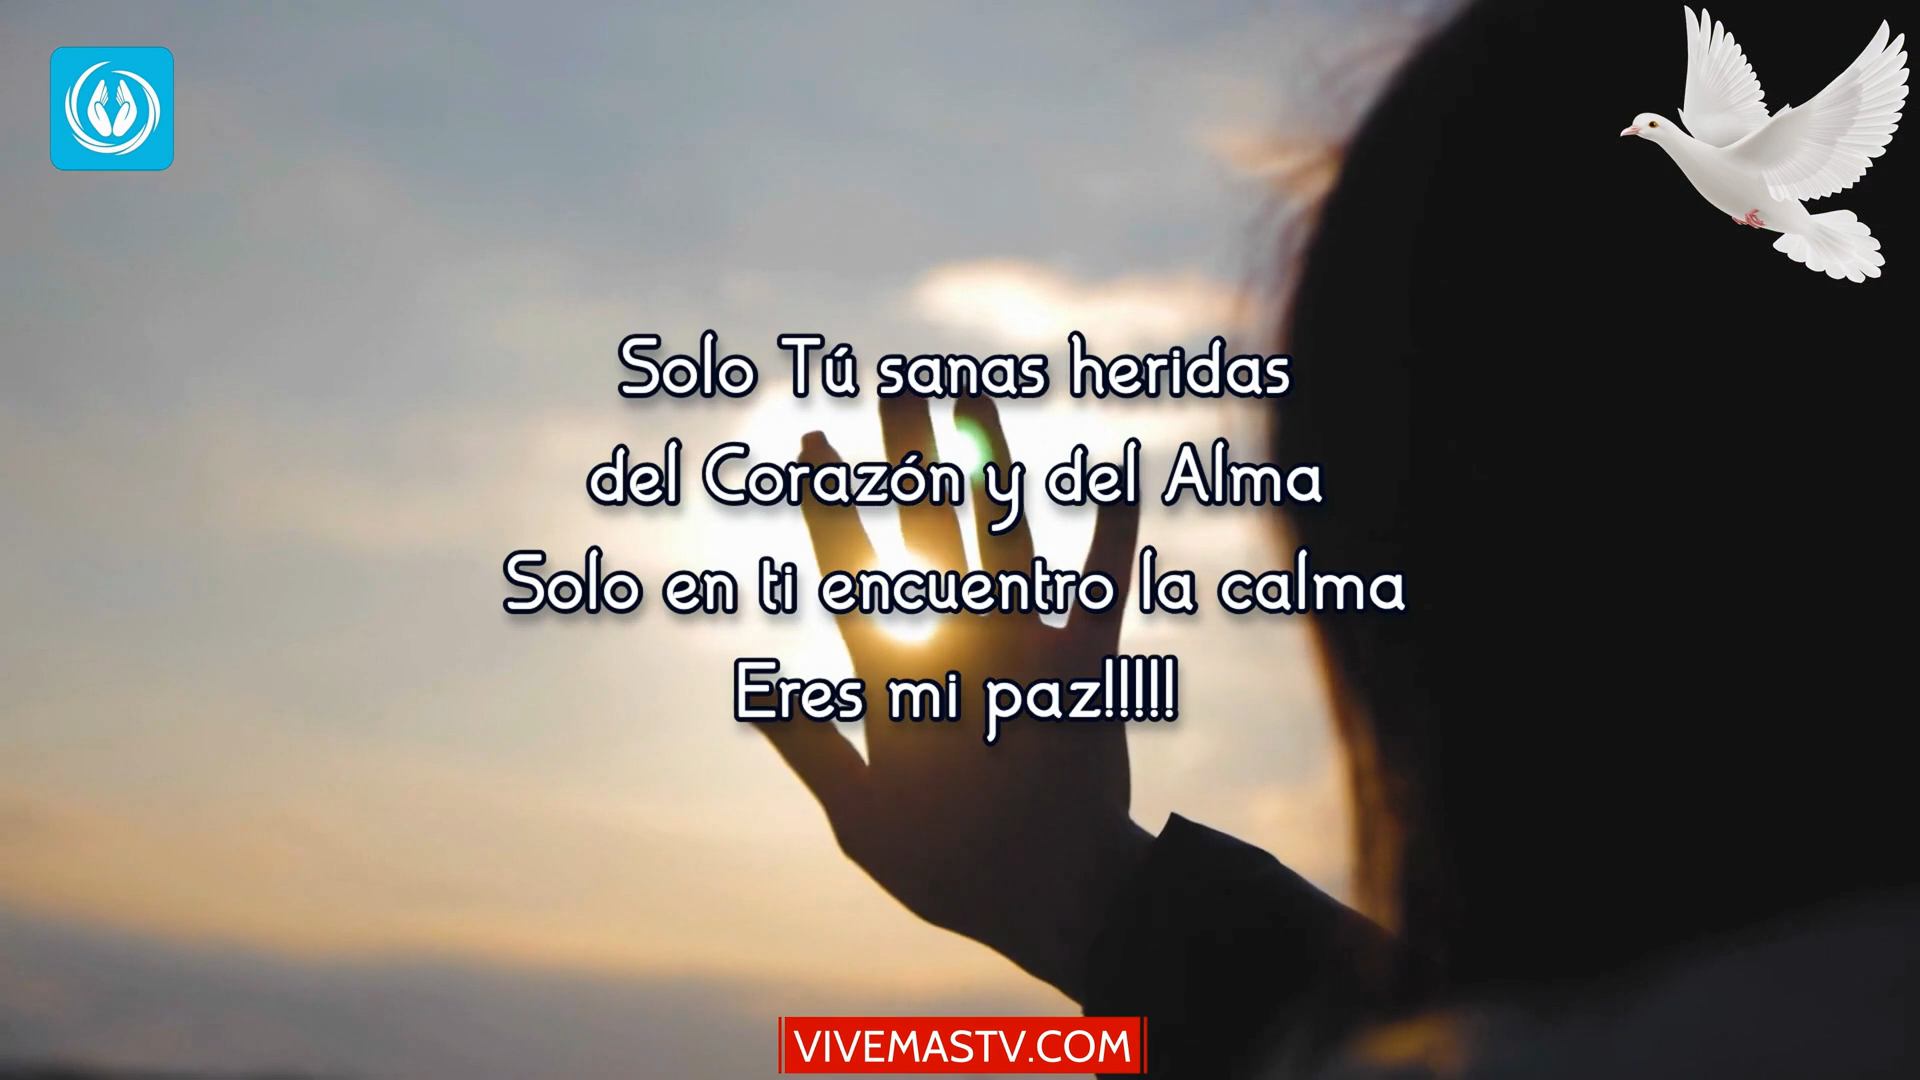 Solo Tú sanas heridas
del Corazón y del Alma
Solo en ti encuentro la calma
Eres mi paz!!!!!
VIVEMASTV.COM